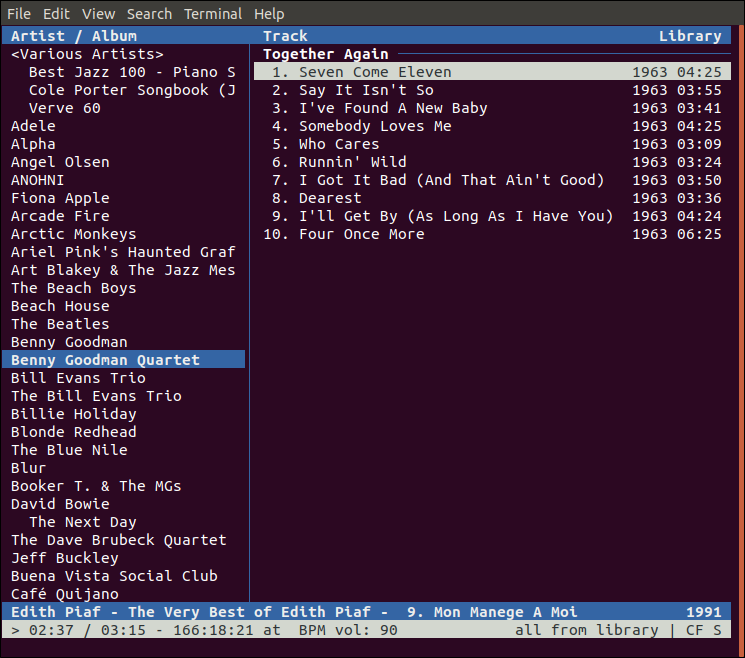 File Edit View Search Terminal Help
Artist / Album
<Various Artists>
Best Jazz 100 - Piano S
Cole Porter Songbook (J
Verve 60
Adele
Alpha
Angel Olsen
ANOHNI
Fiona Apple
Arcade Fire
Arctic Monkeys
Ariel Pink's Haunted Graf
Art Blakey & The Jazz Mes
The Beach Boys
Beach House
The Beatles
Benny Goodman
Benny Goodman Quartet
Bill Evans Trio
The Bill Evans Trio
Billie Holiday
Blonde Redhead
The Blue Nile
Blur
Booker T. & The MGs
David Bowie
The Next Day
The Dave Brubeck Quartet
Jeff Buckley
Buena Vista Social Club
Café Quijano
Track Library
Together Again
1. Seven Come Eleven 1963 04:25
2. Say It Isn't So 1963 03:55
3. I've Found A New Baby 1963 03:41
4. Somebody Loves Me 1963 04:25
5. Who Cares 1963 03:09
6. Runnin' Wild 1963 03:24
7. I Got It Bad (And That Ain't Good) 1963 03:50
8. Dearest 1963 03:36
9. I'll Get By (As Long As I Have You) 1963 04:24
10. Four Once More 1963 06:25
Edith Piaf - The Very Best of Edith Piaf - 9. Mon Manege A Moi 1991
> 02:37 / 03:15 - 166:18:21 at BPM vol: 90 all from library | CF S